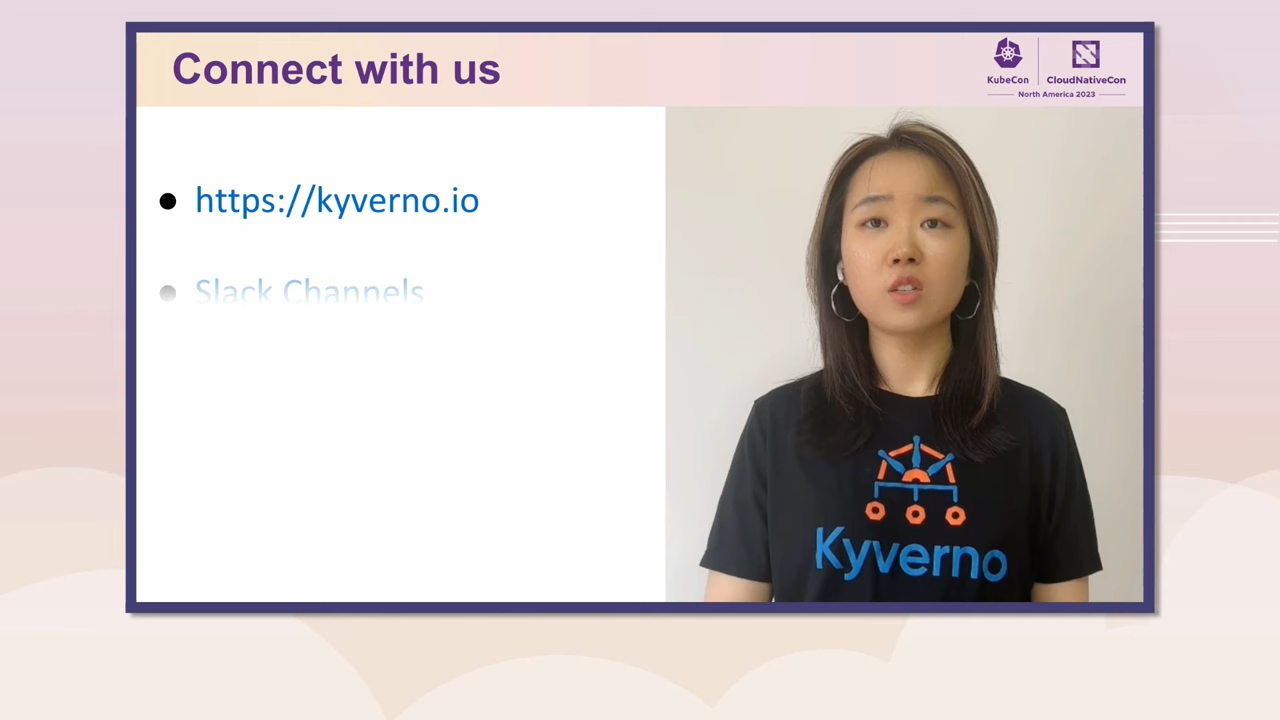 Connect with us
KubeCon
CloudNativeCon
North America 2023
https://kyverno.io
Slack Channels
Kyverno